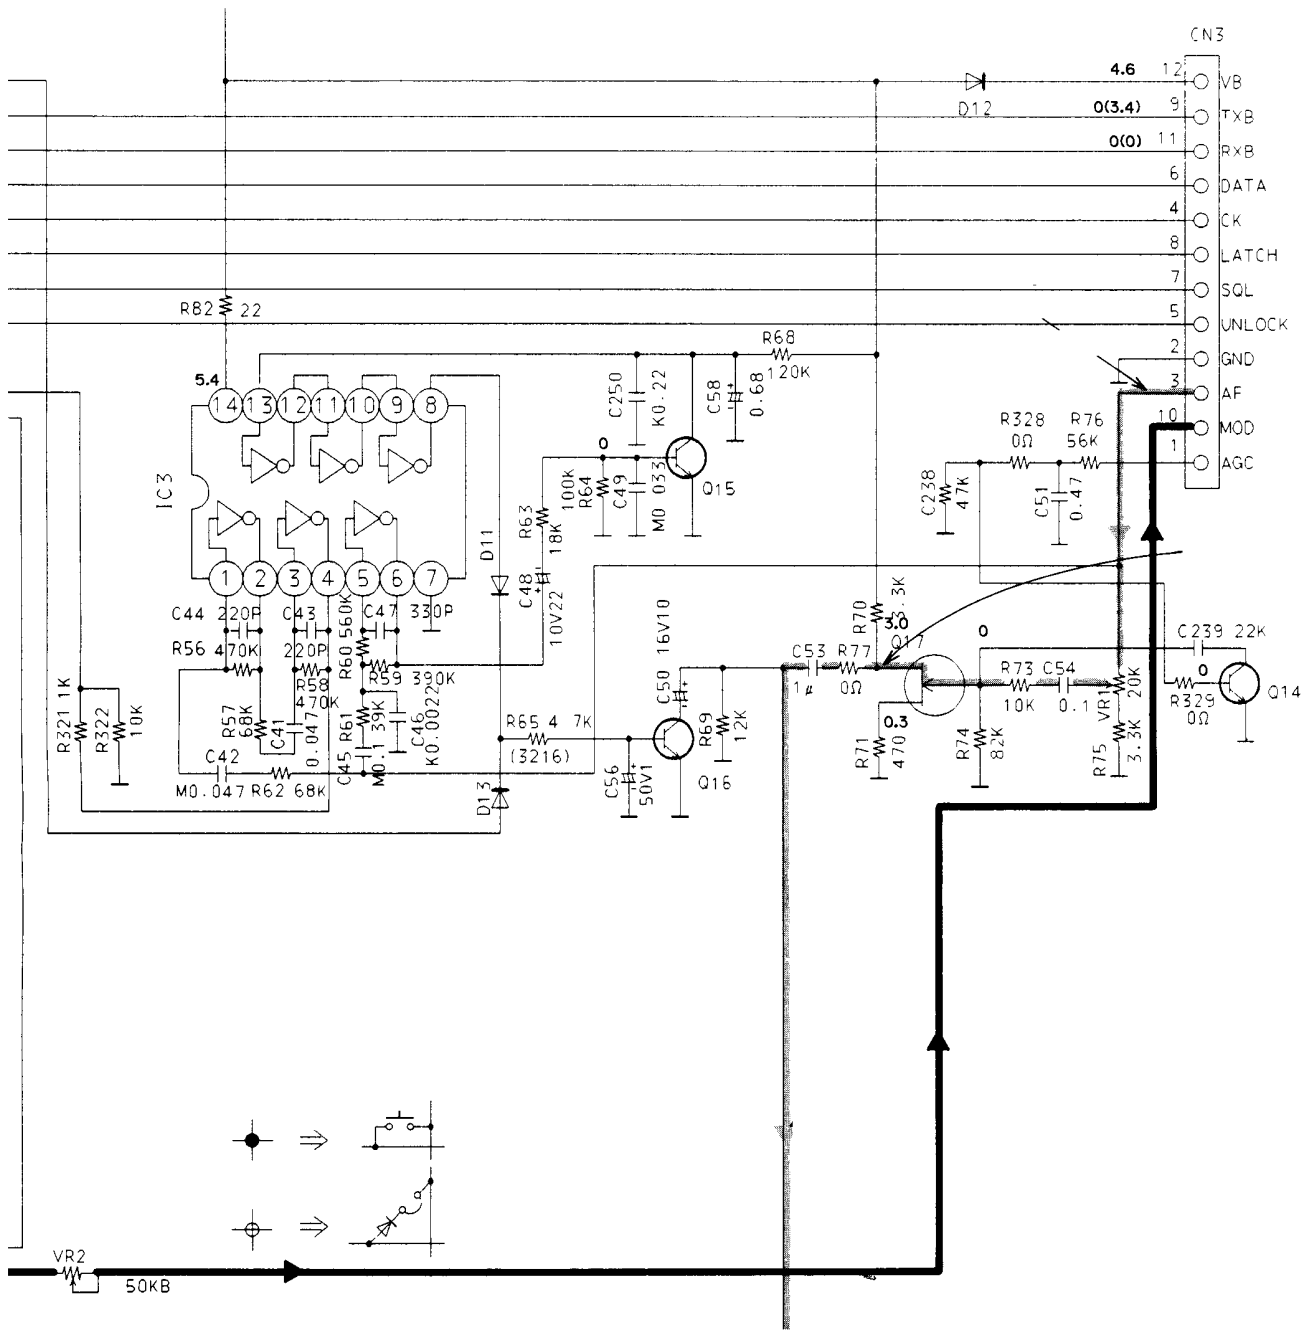 CN3
4.6 12 VB
D12
0(3.4) 9 TXB
0(0) 11 RXB
6 DATA
4 CK
8 LATCH
7 SQL
5 UNLOCK
2 GND
3 AF
10 MOD
1 AGC
R82 22
R68
120K
5.4
14 13 12 11 10 9 8
IC3
1 2 3 4 5 6 7
C250
K0.22
C58
0.68
0
100K
R64
C49
M0 033
Q15
R63
18K
C48
10V22
D11
R328
0Ω
R76
56K
C238
47K
C51
0.47
C44 220P
C43
220P
C47 330P
R56 470K
R60 560K
R59 390K
R58
470K
R57
68K
C41
0.047
R61
39K
C46
K0.0022
C45
M0.1
C42
M0.047
R62 68K
R321 1K
R322
10K
R65 4 7K
(3216)
D13
C56
50V1
C50
16V10
Q16
R69
12K
C53
1μ
R77
0Ω
R70
3.3K
3.0
Q17
0
0.3
R71
470
R74
82K
R73
10K
C54
0.1
VR1
20K
R75
3.3K
C239 22K
0
R329
0Ω
Q14
VR2
50KB